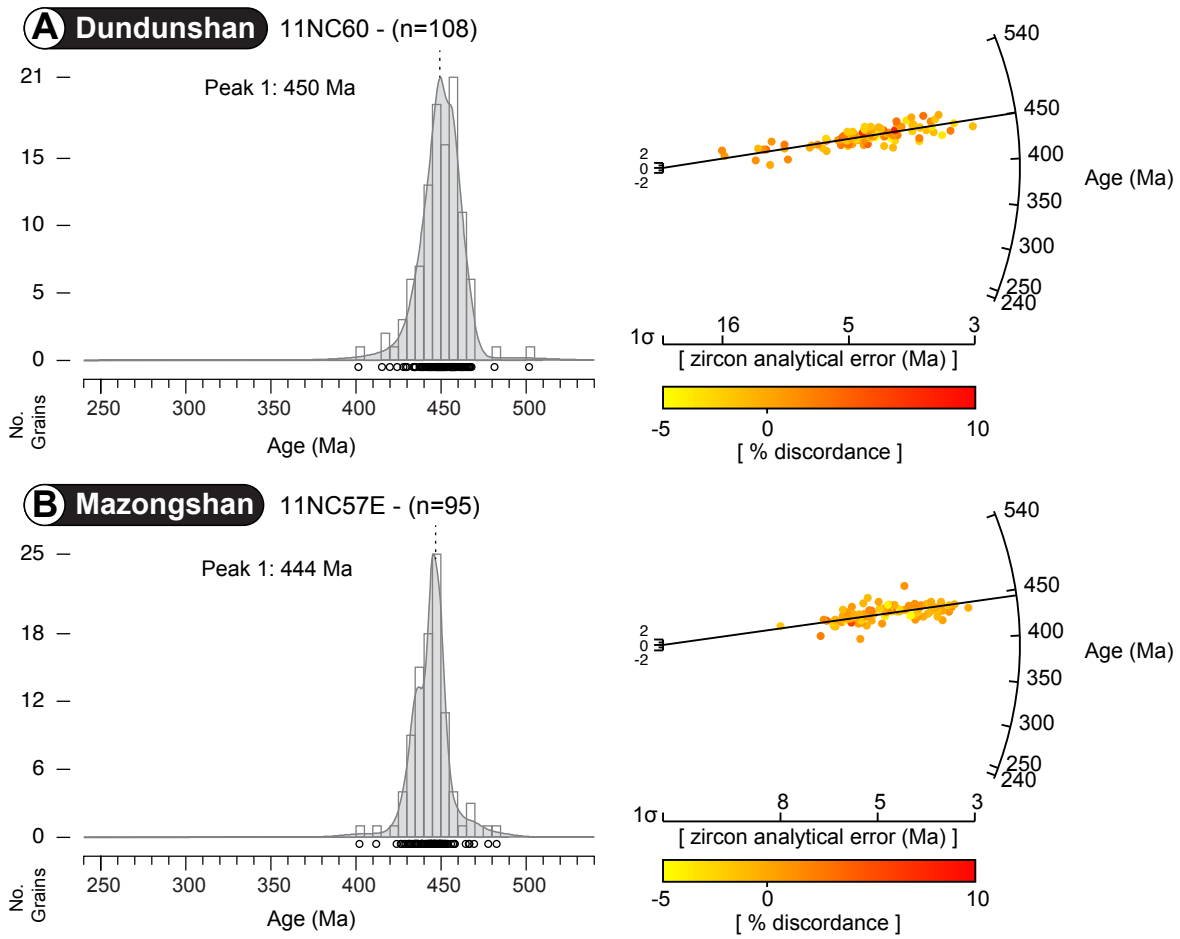 A Dundunshan 11NC60 - (n=108)
Peak 1: 450 Ma
21
15
10
5
0
250 300 350 400 450 500
No. Grains
Age (Ma)
540
450
400
350
300
250
240
Age (Ma)
2
0
-2
1σ 16 5 3
[ zircon analytical error (Ma) ]
-5 0 10
[ % discordance ]
B Mazongshan 11NC57E - (n=95)
Peak 1: 444 Ma
25
18
12
6
0
250 300 350 400 450 500
No. Grains
Age (Ma)
540
450
400
350
300
250
240
Age (Ma)
2
0
-2
1σ 8 5 3
[ zircon analytical error (Ma) ]
-5 0 10
[ % discordance ]